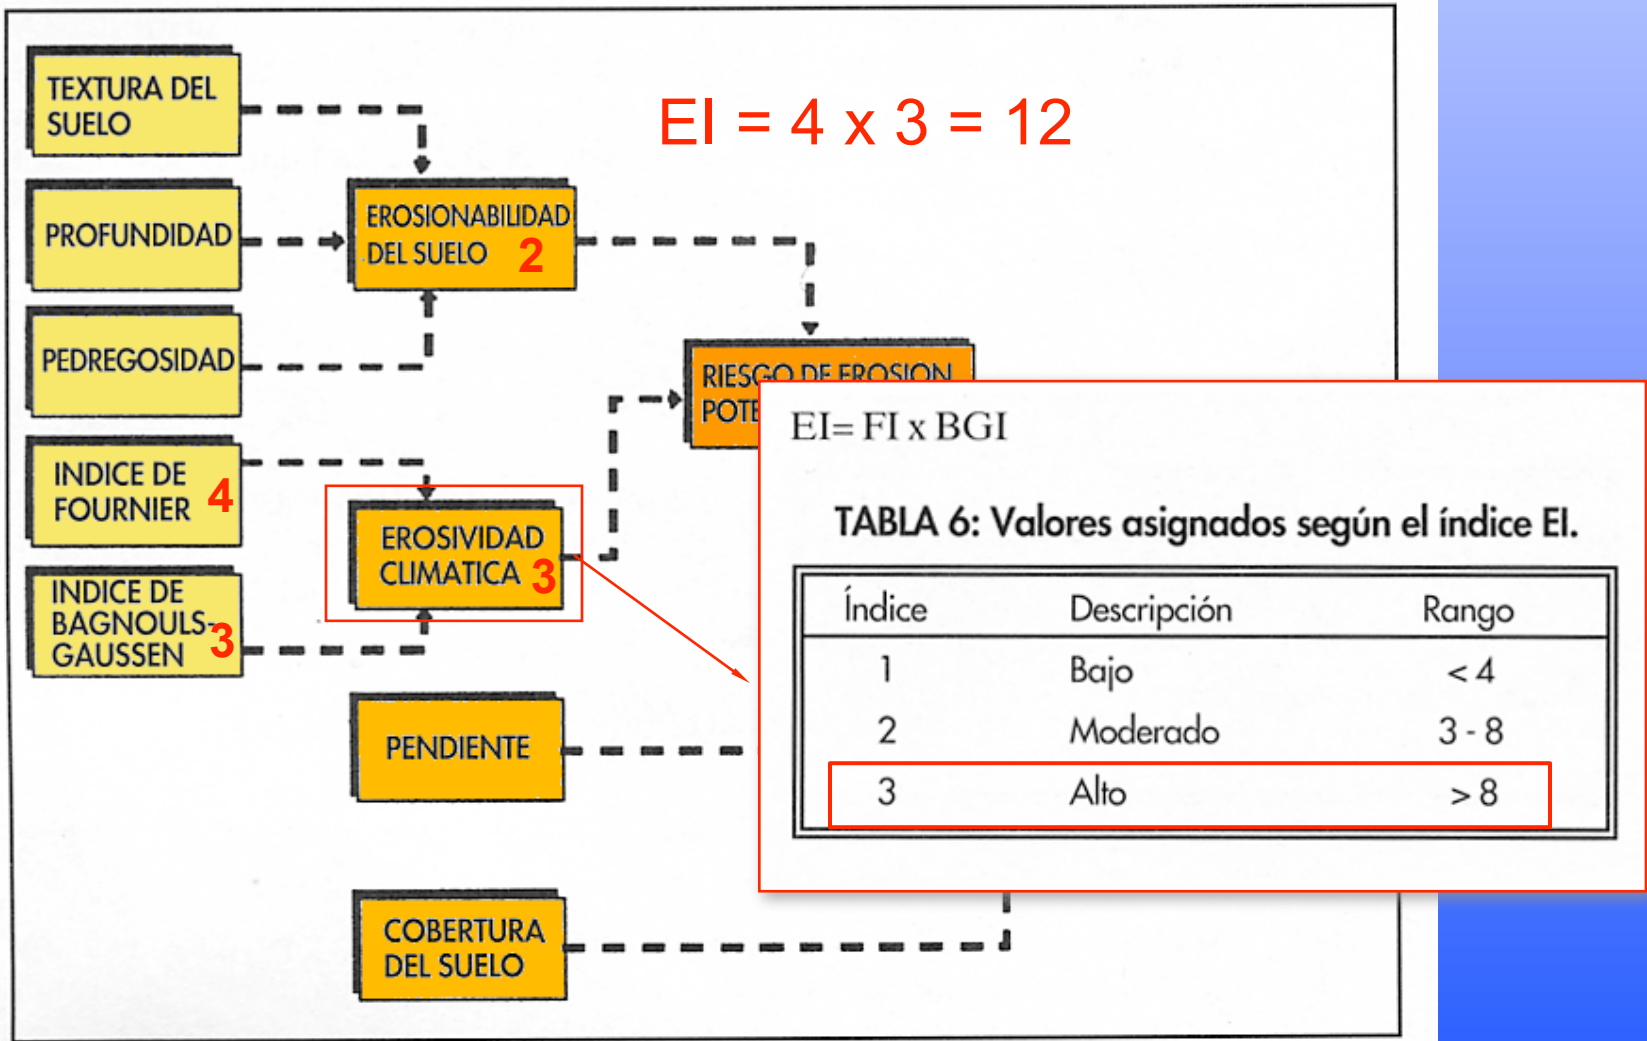 EI = 4 x 3 = 12
TEXTURA DEL
SUELO
PROFUNDIDAD
PEDREGOSIDAD
EROSIONABILIDAD
DEL SUELO 2
INDICE DE
FOURNIER 4
INDICE DE
BAGNOULS-
GAUSSEN 3
EROSIVIDAD
CLIMATICA 3
PENDIENTE
COBERTURA
DEL SUELO
RIESGO DE EROSION
POTE
EI= FI x BGI
TABLA 6: Valores asignados según el índice EI.
Índice Descripción Rango
1 Bajo < 4
2 Moderado 3 - 8
3 Alto > 8